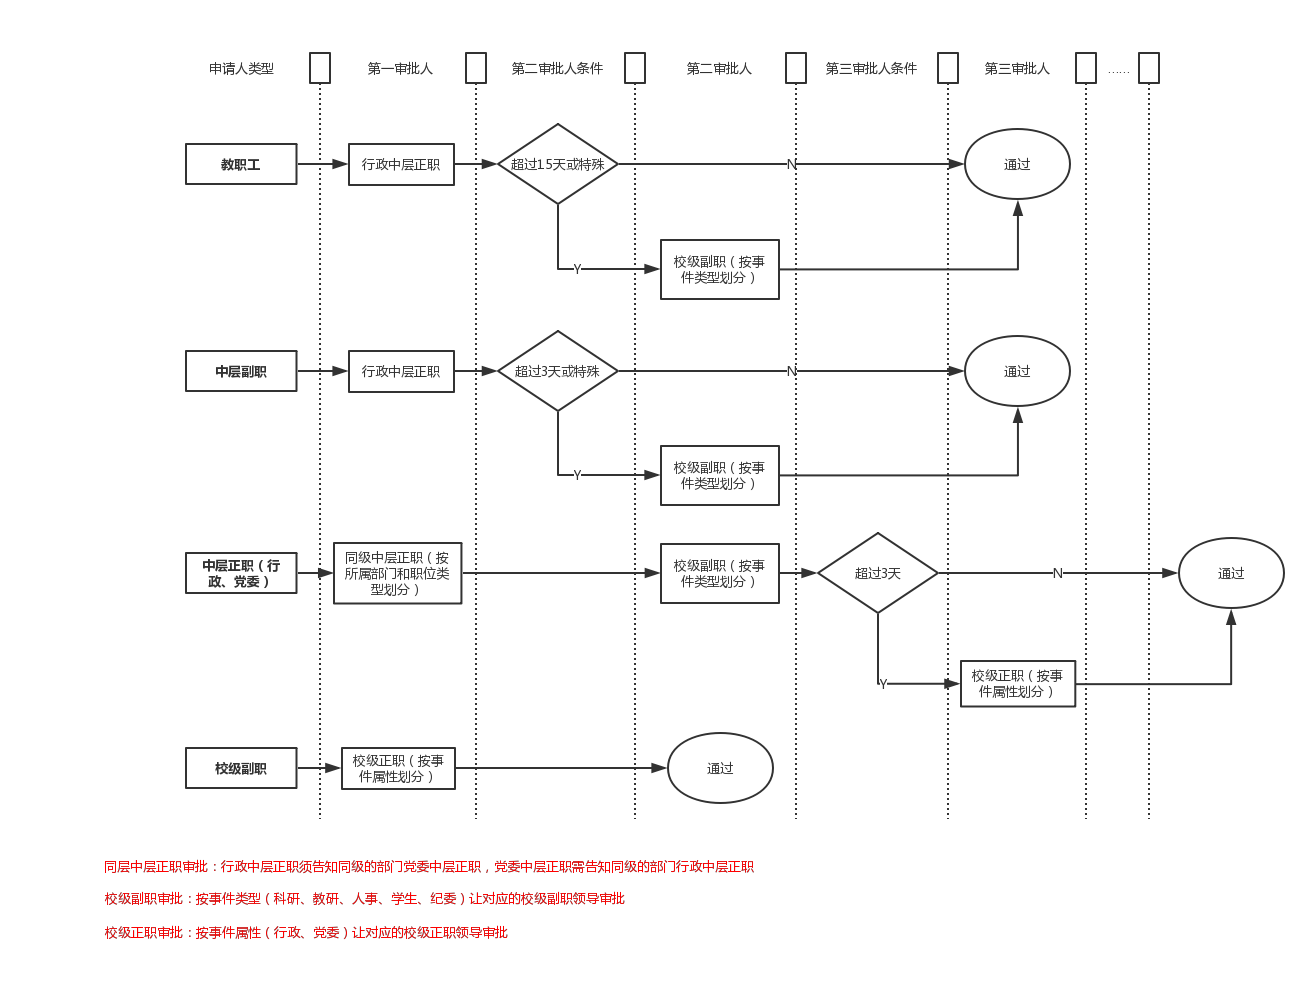 申请人类型
第一审批人
第二审批人条件
第二审批人
第三审批人条件
第三审批人
……
教职工
行政中层正职
超过15天或特殊
N
通过
Y
校级副职（按事
件类型划分）
中层副职
行政中层正职
超过3天或特殊
N
通过
Y
校级副职（按事
件类型划分）
中层正职（行
政、党委）
同级中层正职（按
所属部门和职位类
型划分）
校级副职（按事
件类型划分）
超过3天
N
通过
Y
校级正职（按事
件属性划分）
校级副职
校级正职（按事
件属性划分）
通过
同层中层正职审批：行政中层正职须告知同级的部门党委中层正职，党委中层正职需告知同级的部门行政中层正职
校级副职审批：按事件类型（科研、教研、人事、学生、纪委）让对应的校级副职领导审批
校级正职审批：按事件属性（行政、党委）让对应的校级正职领导审批